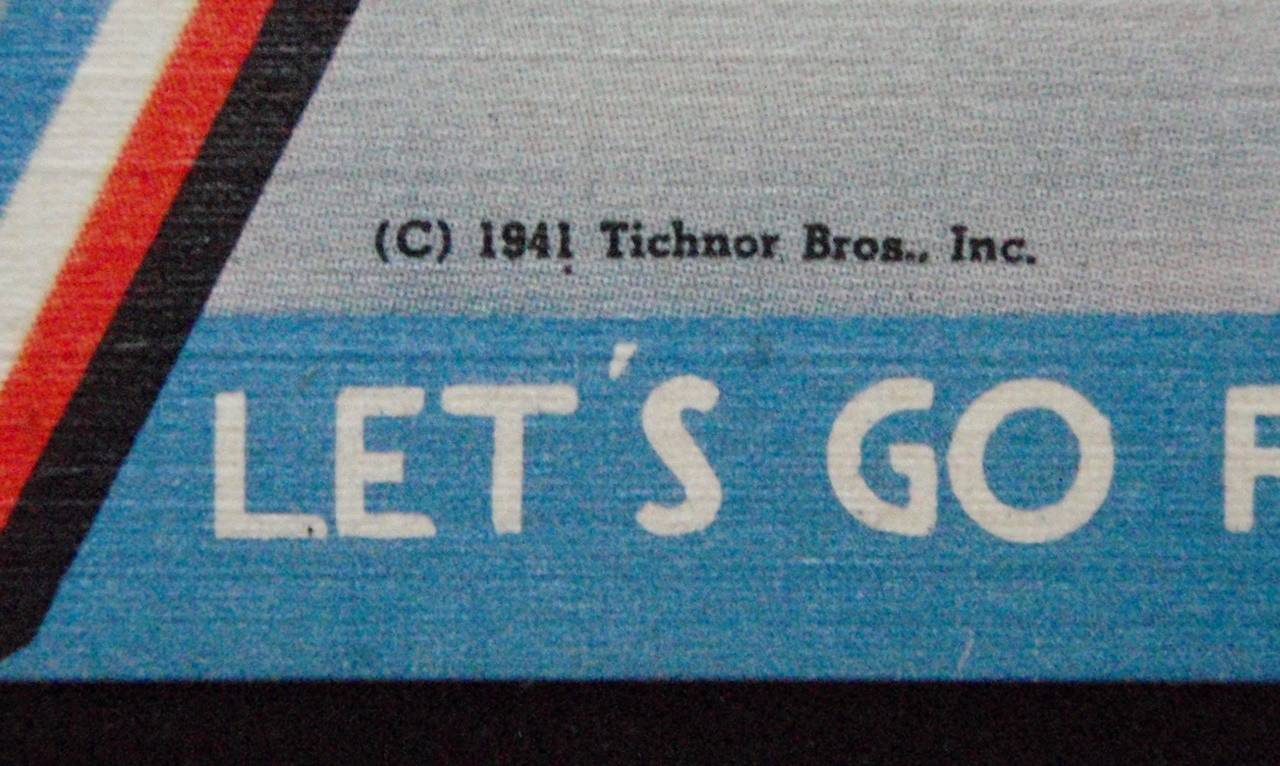 (C) 1941 Tichnor Bros., Inc.
LET'S GO